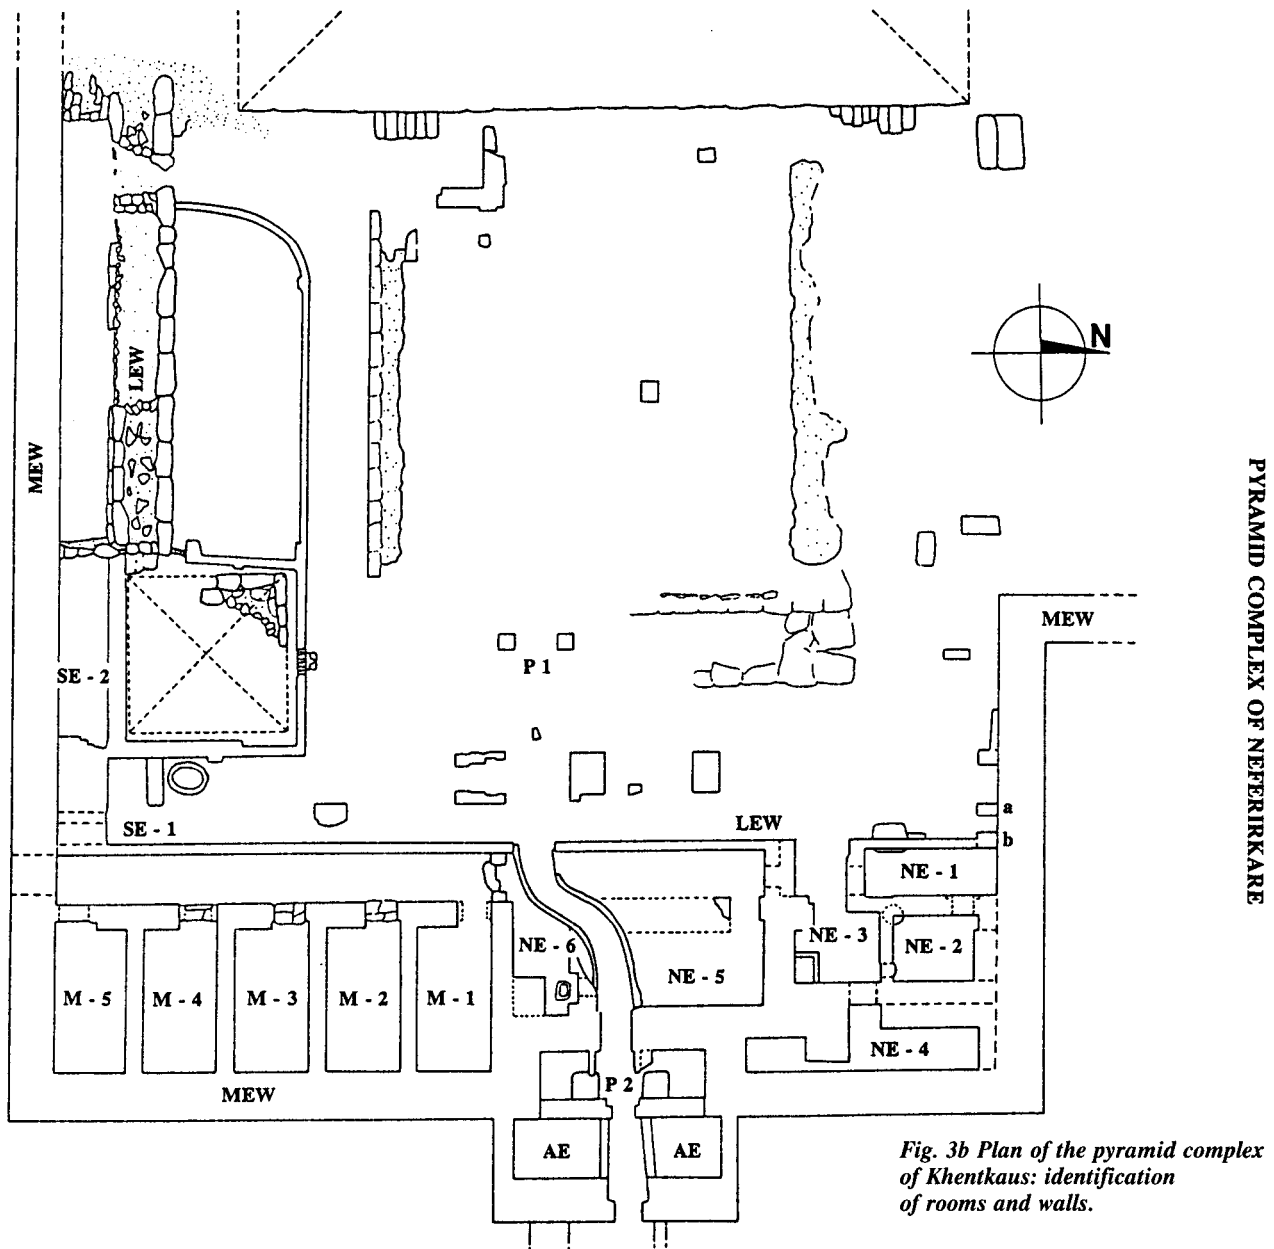 N
LEW
MEW
PYRAMID COMPLEX OF NEFERIRKARE
MEW
SE - 2
P 1
a
SE - 1
LEW
b
NE - 1
NE - 3
NE - 2
NE - 6
NE - 5
M - 5
M - 4
M - 3
M - 2
M - 1
NE - 4
P 2
MEW
AE
AE
Fig. 3b Plan of the pyramid complex
of Khentkaus: identification
of rooms and walls.